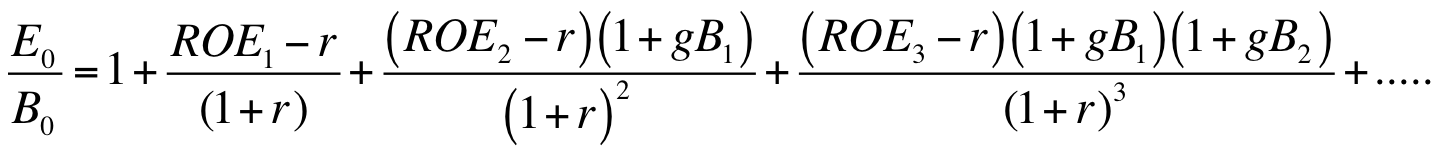 E₀/B₀ = 1 + (ROE₁ − r)/(1 + r) + (ROE₂ − r)(1 + gB₁)/(1 + r)² + (ROE₃ − r)(1 + gB₁)(1 + gB₂)/(1 + r)³ + .....